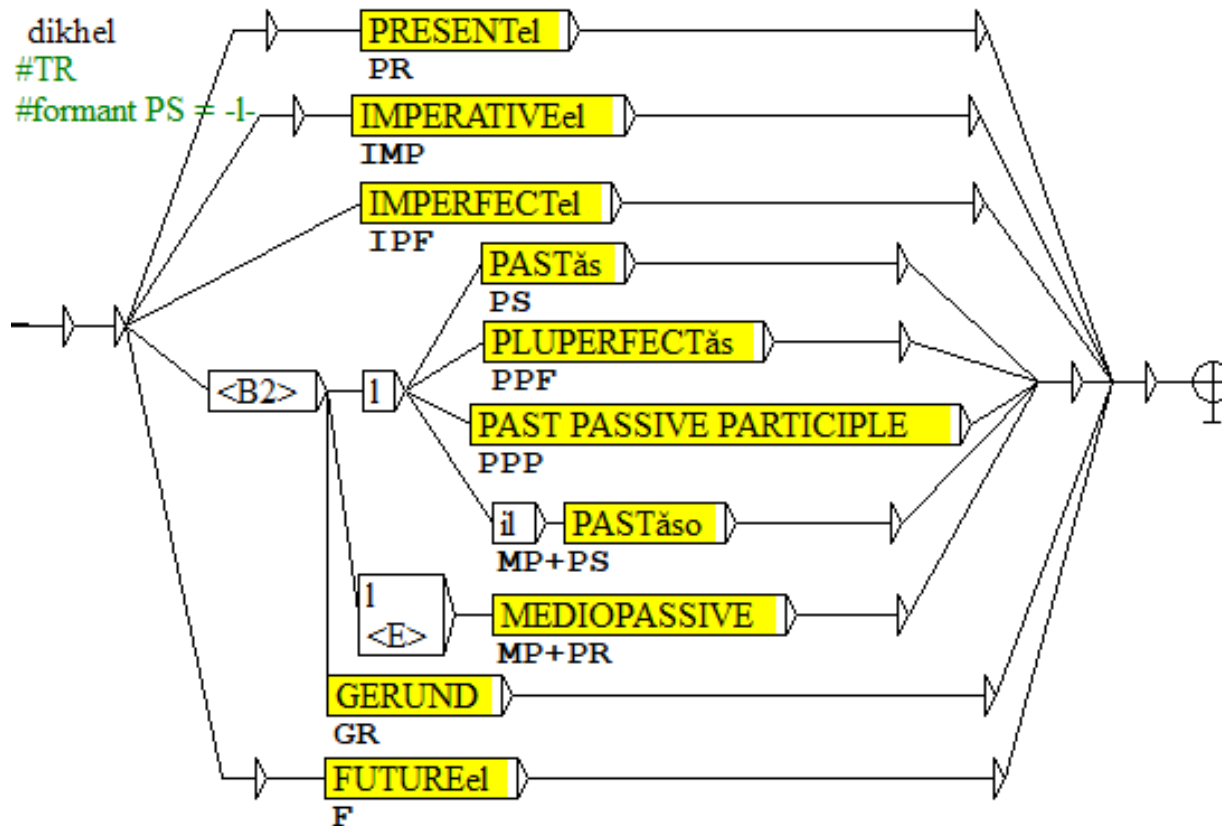 dikhel
#TR
#formant PS = -l-
PRESENTel
PR
IMPERATIVEel
IMP
IMPERFECTel
IPF
PASTăs
PS
PLUPERFECTăs
PPF
<B2>
l
PAST PASSIVE PARTICIPLE
PPP
il
PASTăso
MP+PS
l
<E>
MEDIOPASSIVE
MP+PR
GERUND
GR
FUTUREel
F